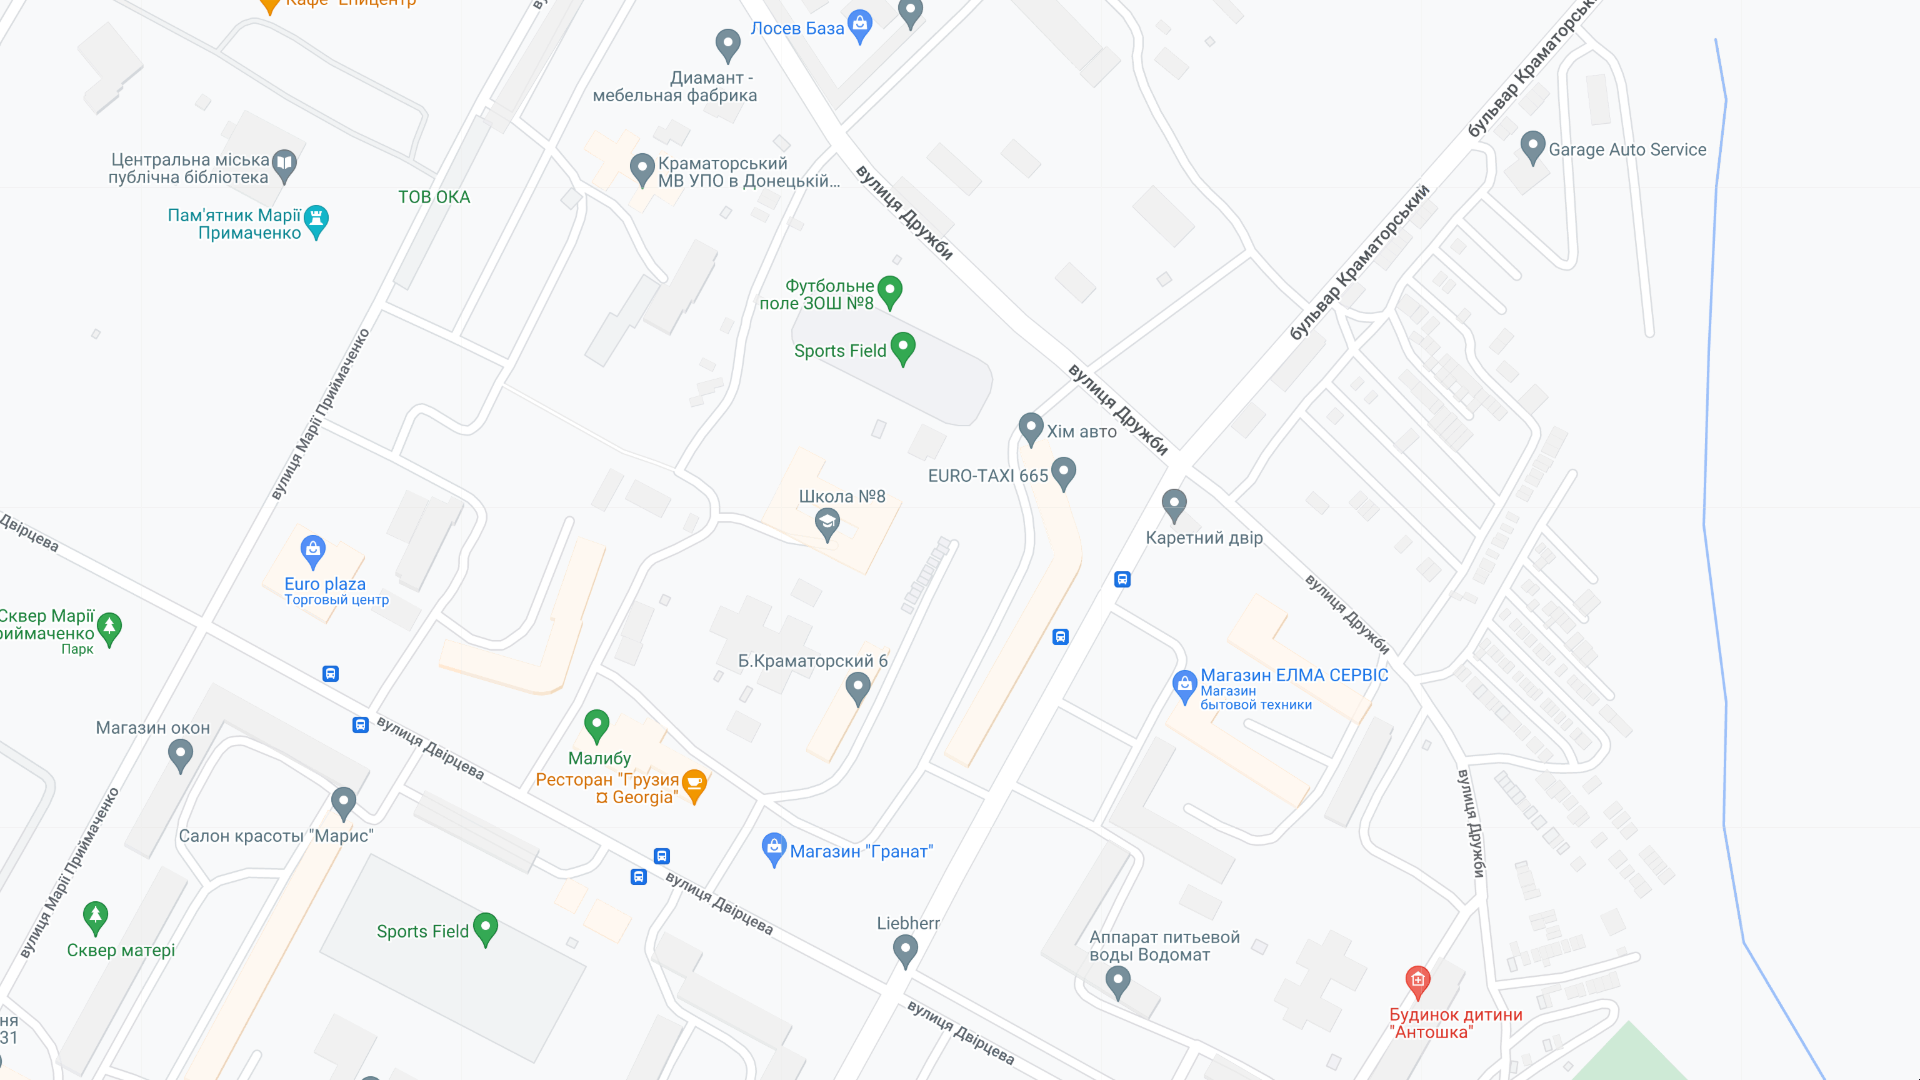 Кафе "Епицентр
Лосев База
Диамант -
мебельная фабрика
бульвар Краматорськ
Garage Auto Service
Центральна міська
публічна бібліотека
Краматорський
МВ УПО в Донецькій...
ТОВ ОКА
вулиця Дружби
Пам'ятник Марії
Примаченко
бульвар Краматорський
Футбольне
поле ЗОШ №8
Sports Field
вулиця Марії Приймаченко
вулиця Дружби
Хім авто
EURO-TAXI 665
Школа №8
Каретний двір
Двірцева
Euro plaza
Торговый центр
вулиця Дружби
Сквер Марії
риймаченко
Парк
Б.Краматорский 6
Магазин ЕЛМА СЕРВІС
Магазин
бытовой техники
Магазин окон
вулиця Двірцева
Малибу
Ресторан "Грузия
¤ Georgia"
вулиця Дружби
Салон красоты "Марис"
Магазин "Гранат"
вулиця Марії Приймаченко
вулиця Двірцева
Sports Field
Liebherr
Сквер матері
Аппарат питьевой
воды Водомат
ня
31
Будинок дитини
"Антошка"
вулиця Двірцева